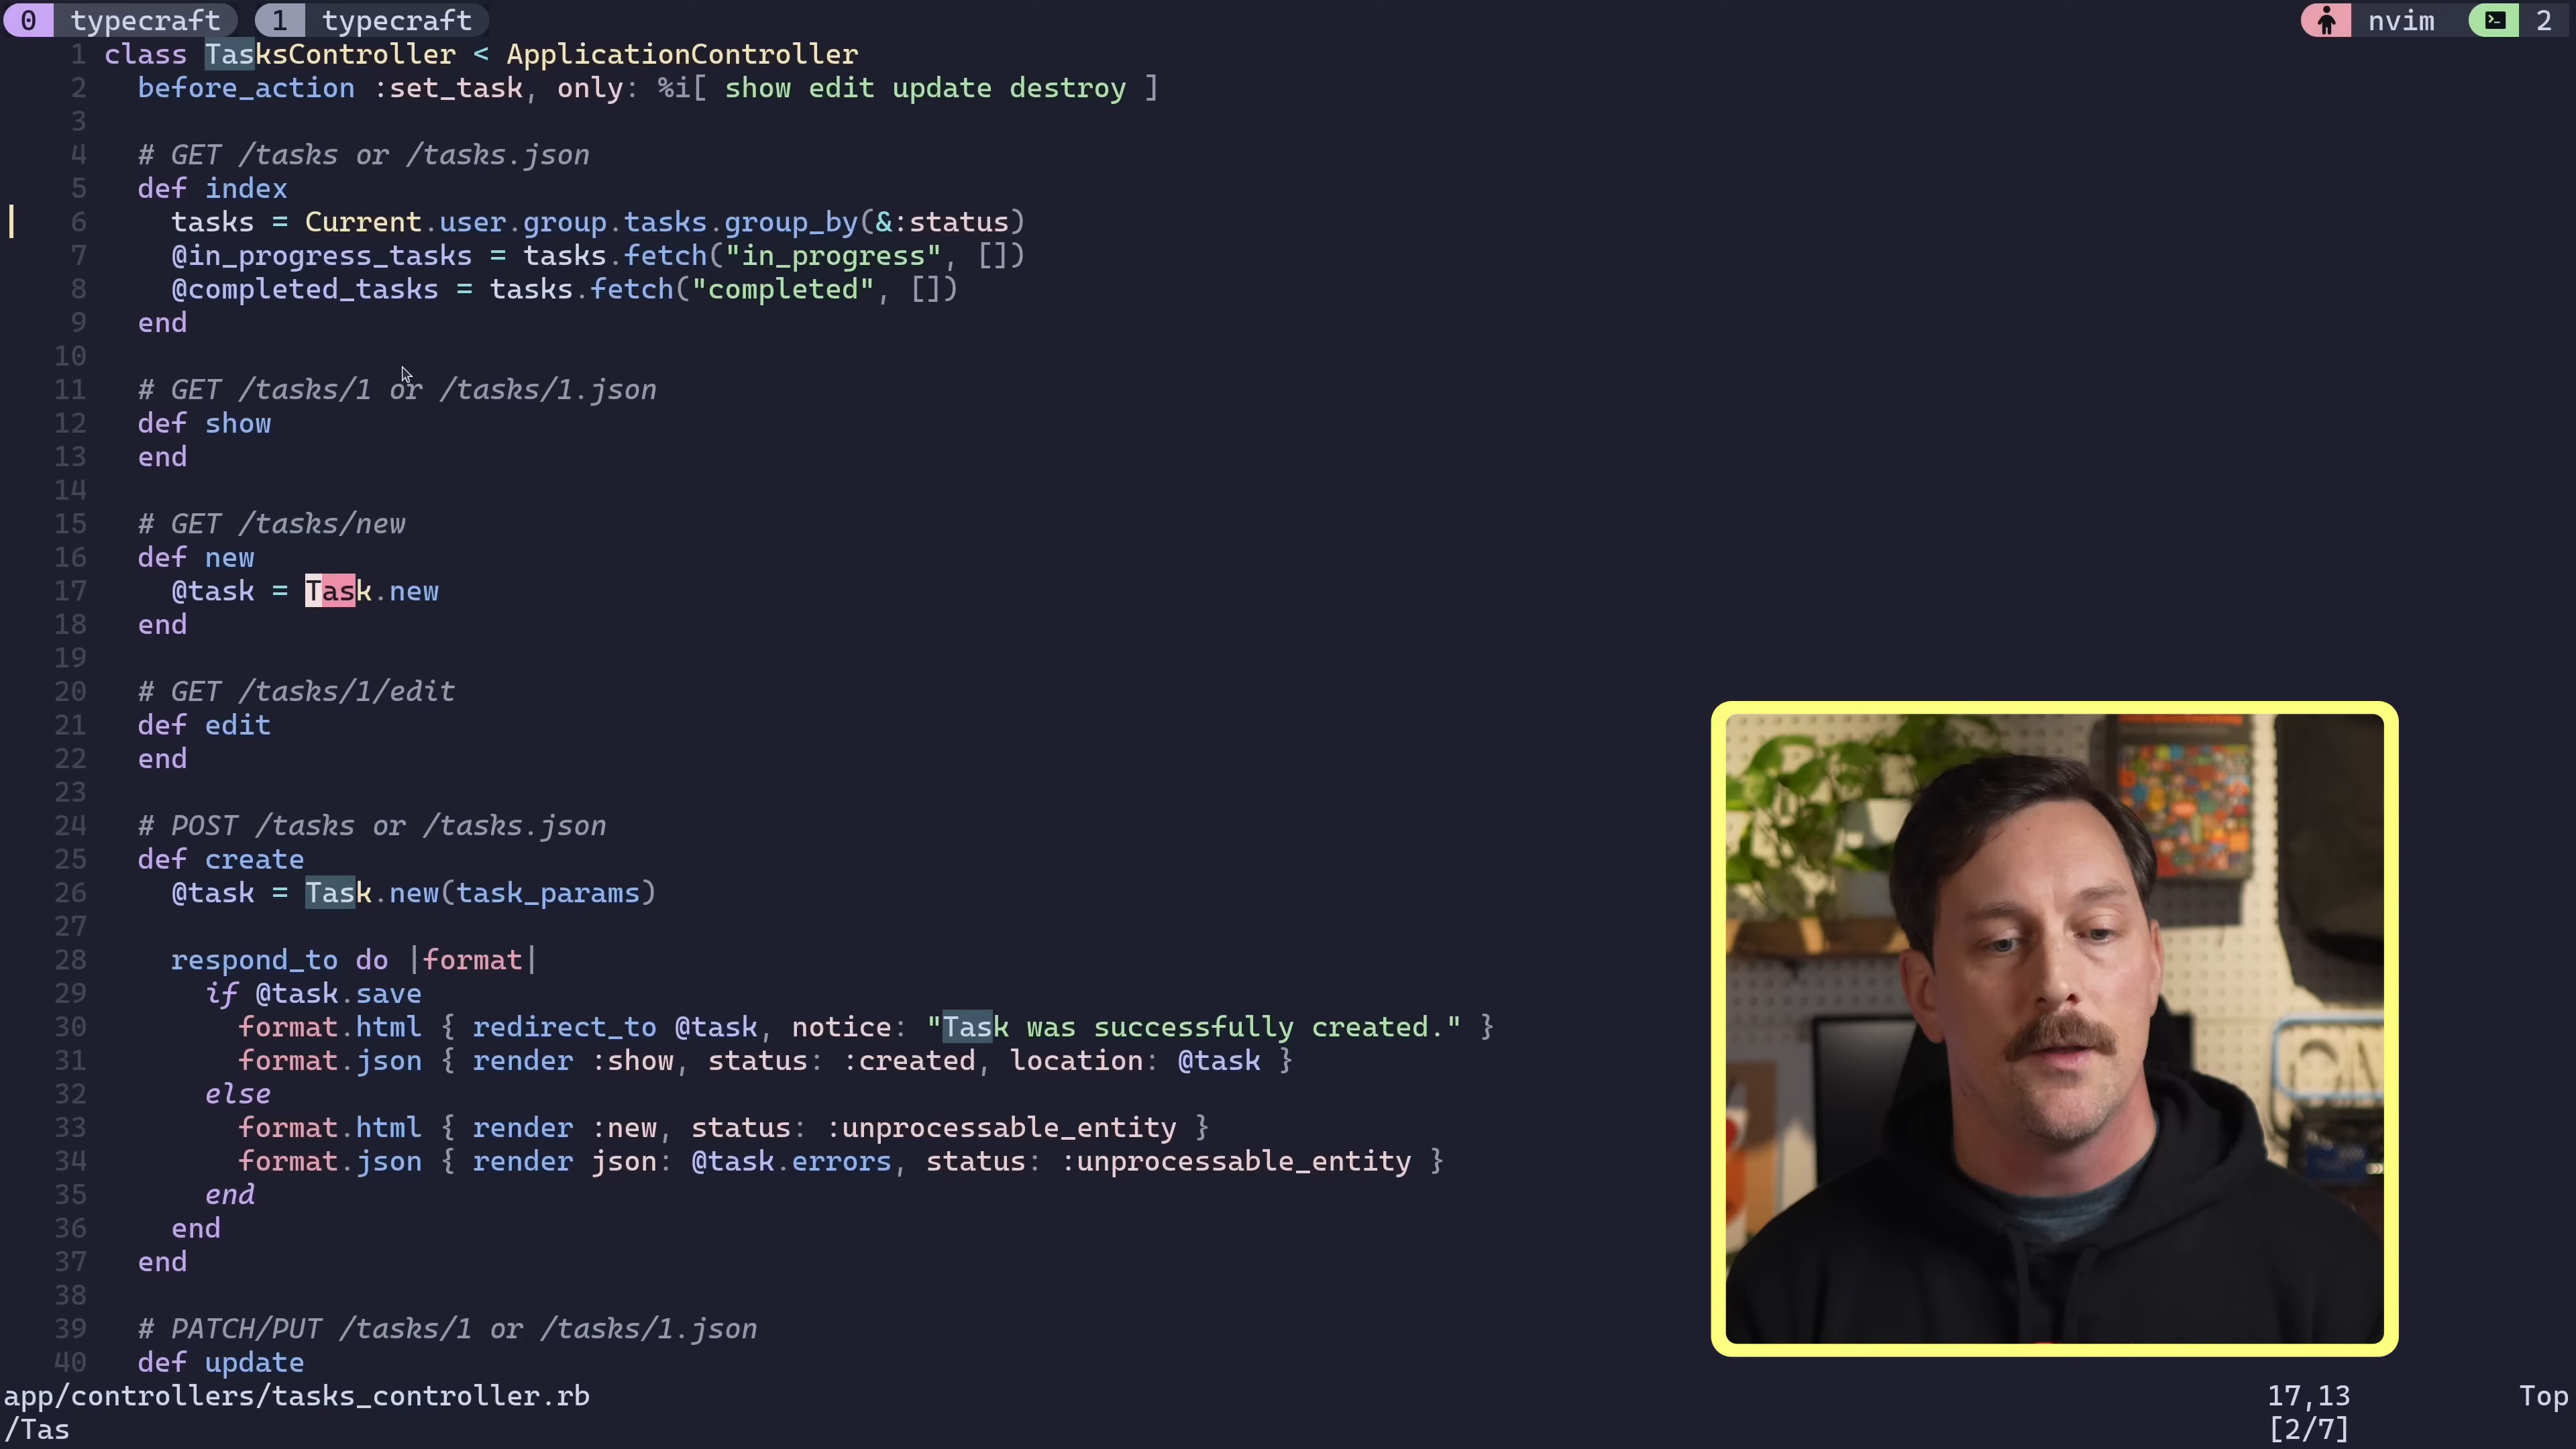 0 typecraft 1 typecraft nvim 2
1 class TasksController < ApplicationController
2 before_action :set_task, only: %i[ show edit update destroy ]
3
4 # GET /tasks or /tasks.json
5 def index
6 tasks = Current.user.group.tasks.group_by(&:status)
7 @in_progress_tasks = tasks.fetch("in_progress", [])
8 @completed_tasks = tasks.fetch("completed", [])
9 end
10
11 # GET /tasks/1 or /tasks/1.json
12 def show
13 end
14
15 # GET /tasks/new
16 def new
17 @task = Task.new
18 end
19
20 # GET /tasks/1/edit
21 def edit
22 end
23
24 # POST /tasks or /tasks.json
25 def create
26 @task = Task.new(task_params)
27
28 respond_to do |format|
29 if @task.save
30 format.html { redirect_to @task, notice: "Task was successfully created." }
31 format.json { render :show, status: :created, location: @task }
32 else
33 format.html { render :new, status: :unprocessable_entity }
34 format.json { render json: @task.errors, status: :unprocessable_entity }
35 end
36 end
37 end
38
39 # PATCH/PUT /tasks/1 or /tasks/1.json
40 def update
app/controllers/tasks_controller.rb 17,13 Top
/Tas [2/7]